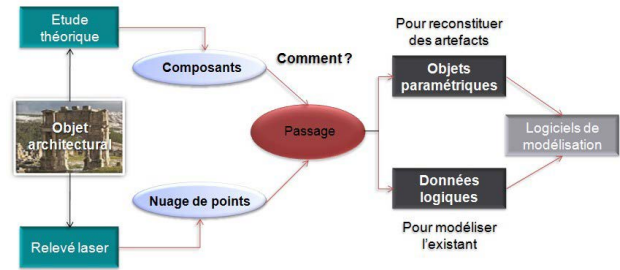 Etude
théorique
Composants
Comment ?
Pour reconstituer
des artefacts
Objets
paramétriques
Objet
architectural
Passage
Logiciels de
modélisation
Nuage de points
Données
logiques
Relevé laser
Pour modéliser
l'existant